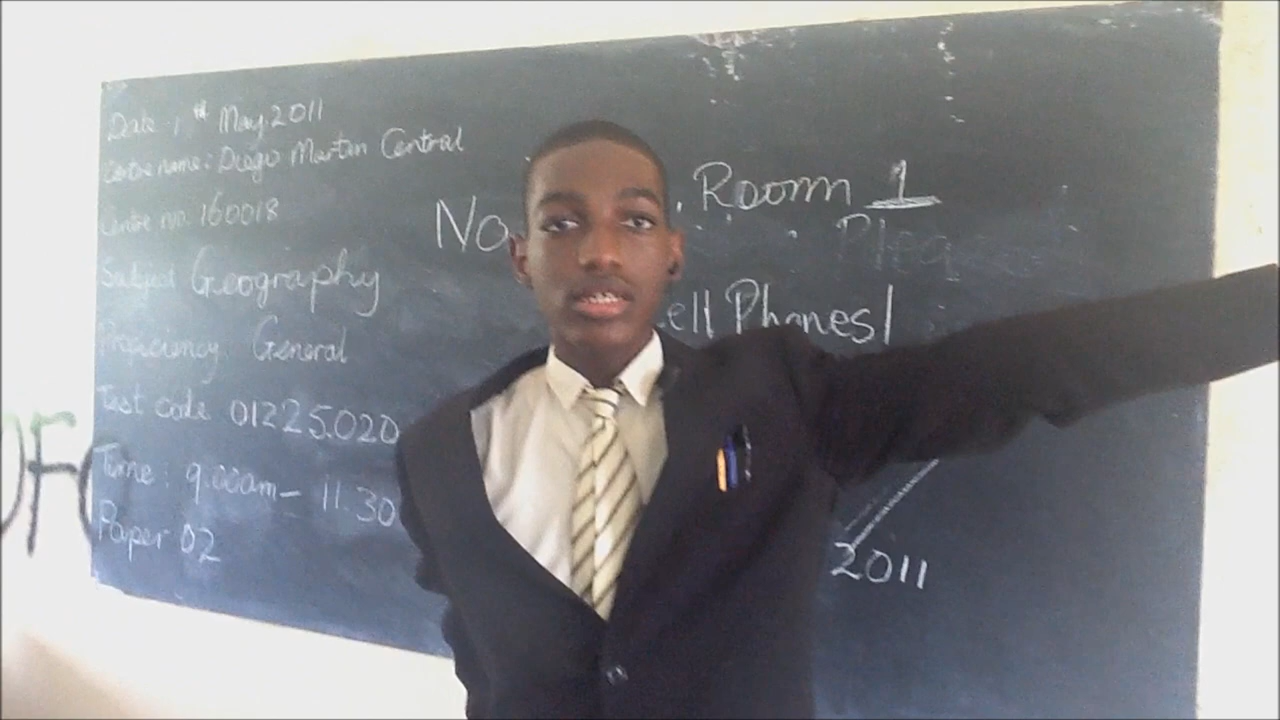 Date : 1st May 2011
Centre name : Diego Martin Central
Centre no. 160018
Subject Geography
Proficiency General
Test code 01225020
Time : 9.00am - 11.30
Paper 02
No
Room 1
Please
ell Phones!
2011